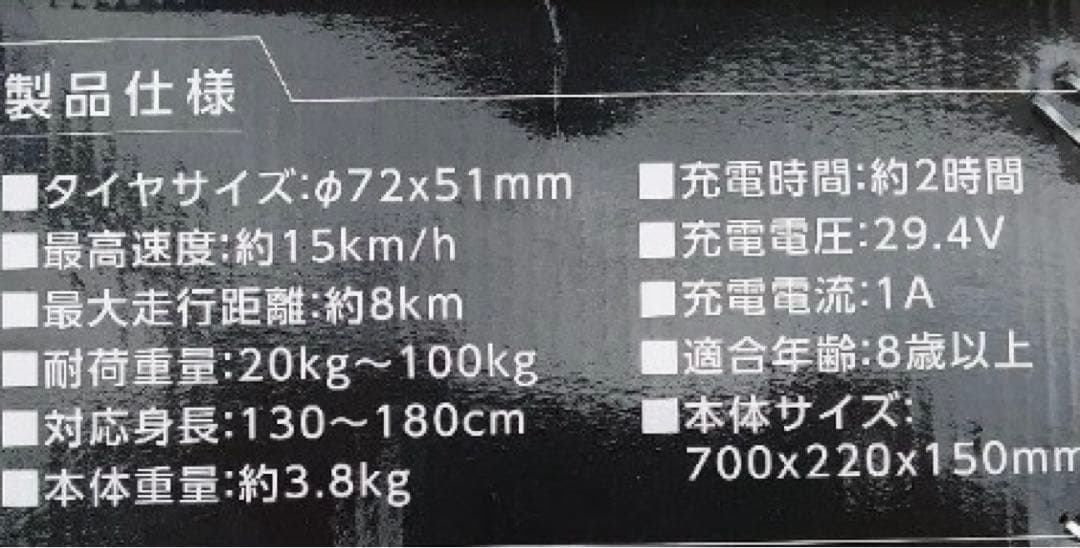 製品仕様
■タイヤサイズ:φ72x51mm
■最高速度:約15km/h
■最大走行距離:約8km
■耐荷重量:20kg～100kg
■対応身長:130～180cm
■本体重量:約3.8kg
■充電時間:約2時間
■充電電圧:29.4V
■充電電流:1A
■適合年齢:8歳以上
■本体サイズ:
700x220x150mm